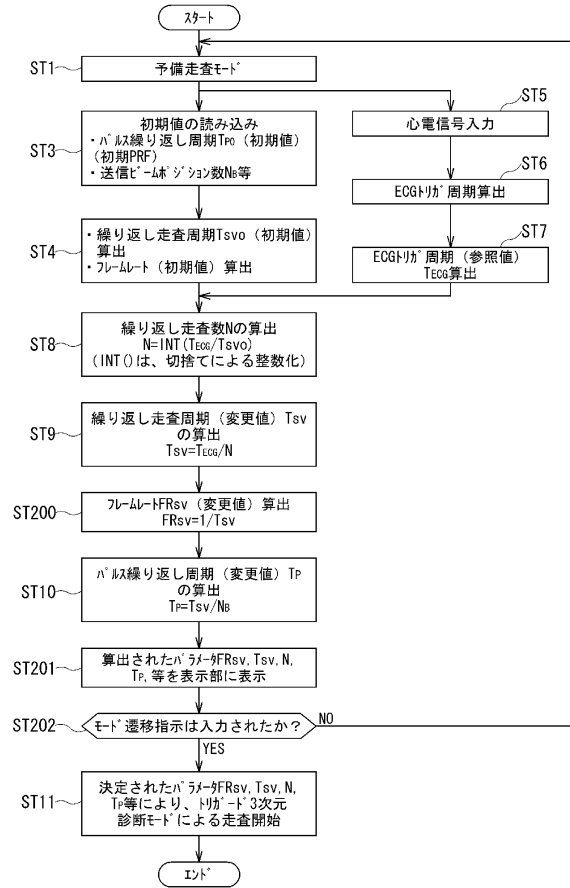 スタート
ST1
予備走査ﾓｰﾄﾞ
ST3
初期値の読み込み
・ﾊﾟﾙｽ繰り返し周期TP0（初期値）
(初期PRF)
・送信ﾋﾞｰﾑﾎﾟｼﾞｼｮﾝ数NB等
ST5
心電信号入力
ST6
ECGﾄﾘｶﾞ周期算出
ST4
・繰り返し走査周期Tsvo（初期値）
算出
・ﾌﾚｰﾑﾚｰﾄ（初期値）算出
ST7
ECGﾄﾘｶﾞ周期（参照値）
TECG算出
ST8
繰り返し走査数Nの算出
N=INT(TECG/Tsvo)
(INT()は、切捨てによる整数化)
ST9
繰り返し走査周期（変更値）Tsv
の算出
Tsv=TECG/N
ST200
ﾌﾚｰﾑﾚｰﾄFRsv（変更値）算出
FRsv=1/Tsv
ST10
ﾊﾟﾙｽ繰り返し周期（変更値）TP
の算出
TP=Tsv/NB
ST201
算出されたﾊﾟﾗﾒｰﾀFRsv, Tsv, N,
TP, 等を表示部に表示
ST202
ﾓｰﾄﾞ遷移指示は入力されたか？
NO
YES
ST11
決定されたﾊﾟﾗﾒｰﾀFRsv, Tsv, N,
TP等により、ﾄﾘｶﾞｰﾄﾞ3次元
診断ﾓｰﾄﾞによる走査開始
ｴﾝﾄﾞ